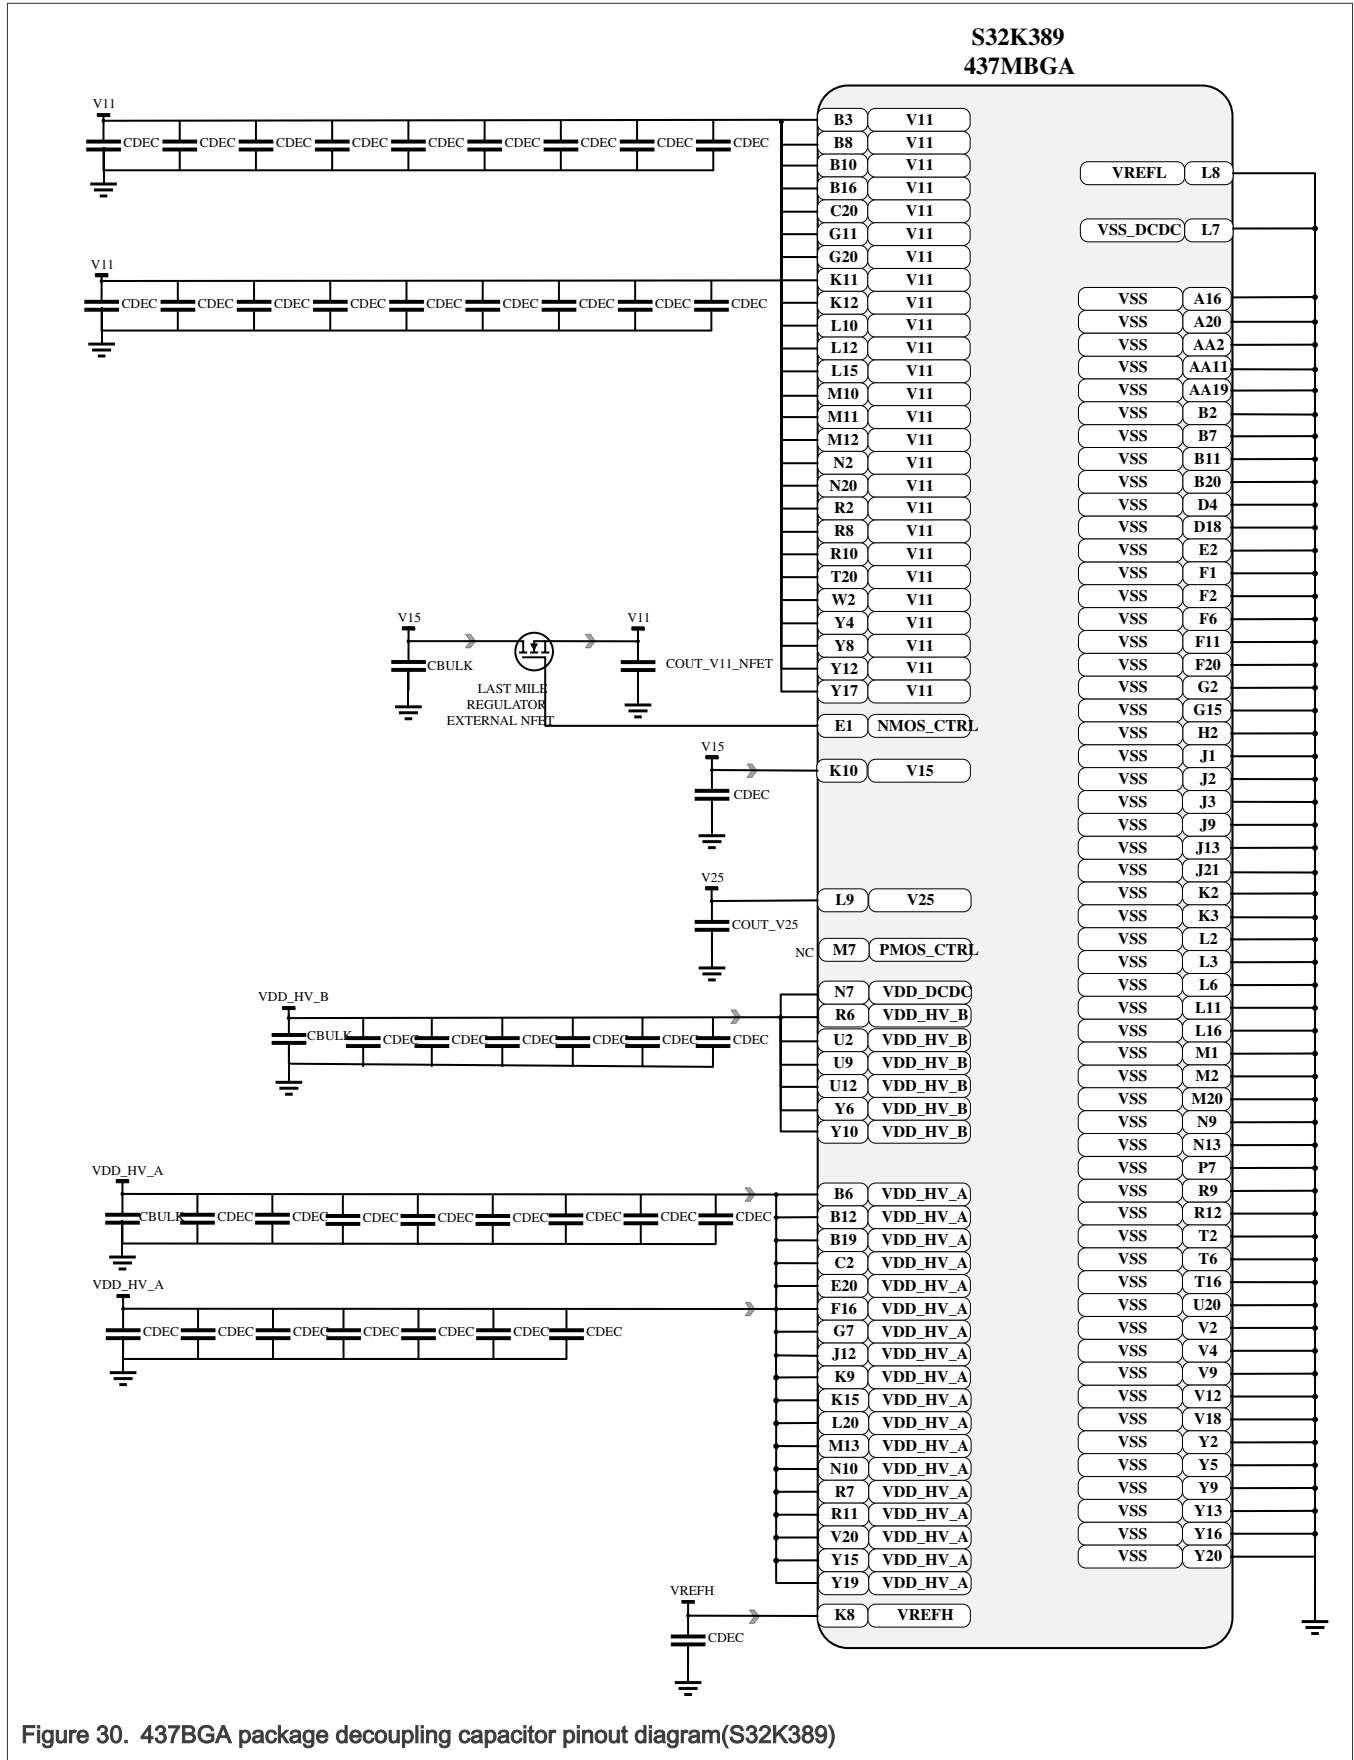 S32K389
437MBGA
V11
CDEC CDEC CDEC CDEC CDEC CDEC CDEC CDEC CDEC
V11
CDEC CDEC CDEC CDEC CDEC CDEC CDEC CDEC CDEC
B3 V11
B8 V11
B10 V11
B16 V11
C20 V11
G11 V11
G20 V11
K11 V11
K12 V11
L10 V11
L12 V11
L15 V11
M10 V11
M11 V11
M12 V11
N2 V11
N20 V11
R2 V11
R8 V11
R10 V11
T20 V11
W2 V11
Y4 V11
Y8 V11
Y12 V11
Y17 V11
V15 V11
CBULK COUT_V11_NFET
LAST MILE
REGULATOR
EXTERNAL NFET
E1 NMOS_CTRL
V15
K10 V15
CDEC
V25
L9 V25
COUT_V25
NC M7 PMOS_CTRL
VDD_HV_B
CBULK CDEC CDEC CDEC CDEC CDEC CDEC
N7 VDD_DCDC
R6 VDD_HV_B
U2 VDD_HV_B
U9 VDD_HV_B
U12 VDD_HV_B
Y6 VDD_HV_B
Y10 VDD_HV_B
VDD_HV_A
CBULK CDEC CDEC CDEC CDEC CDEC CDEC CDEC CDEC
VDD_HV_A
CDEC CDEC CDEC CDEC CDEC CDEC CDEC
B6 VDD_HV_A
B12 VDD_HV_A
B19 VDD_HV_A
C2 VDD_HV_A
E20 VDD_HV_A
F16 VDD_HV_A
G7 VDD_HV_A
J12 VDD_HV_A
K9 VDD_HV_A
K15 VDD_HV_A
L20 VDD_HV_A
M13 VDD_HV_A
N10 VDD_HV_A
R7 VDD_HV_A
R11 VDD_HV_A
V20 VDD_HV_A
Y15 VDD_HV_A
Y19 VDD_HV_A
VREFH
K8 VREFH
CDEC
VREFL L8
VSS_DCDC L7
VSS A16
VSS A20
VSS AA2
VSS AA11
VSS AA19
VSS B2
VSS B7
VSS B11
VSS B20
VSS D4
VSS D18
VSS E2
VSS F1
VSS F2
VSS F6
VSS F11
VSS F20
VSS G2
VSS G15
VSS H2
VSS J1
VSS J2
VSS J3
VSS J9
VSS J13
VSS J21
VSS K2
VSS K3
VSS L2
VSS L3
VSS L6
VSS L11
VSS L16
VSS M1
VSS M2
VSS M20
VSS N9
VSS N13
VSS P7
VSS R9
VSS R12
VSS T2
VSS T6
VSS T16
VSS U20
VSS V2
VSS V4
VSS V9
VSS V12
VSS V18
VSS Y2
VSS Y5
VSS Y9
VSS Y13
VSS Y16
VSS Y20
Figure 30. 437BGA package decoupling capacitor pinout diagram(S32K389)